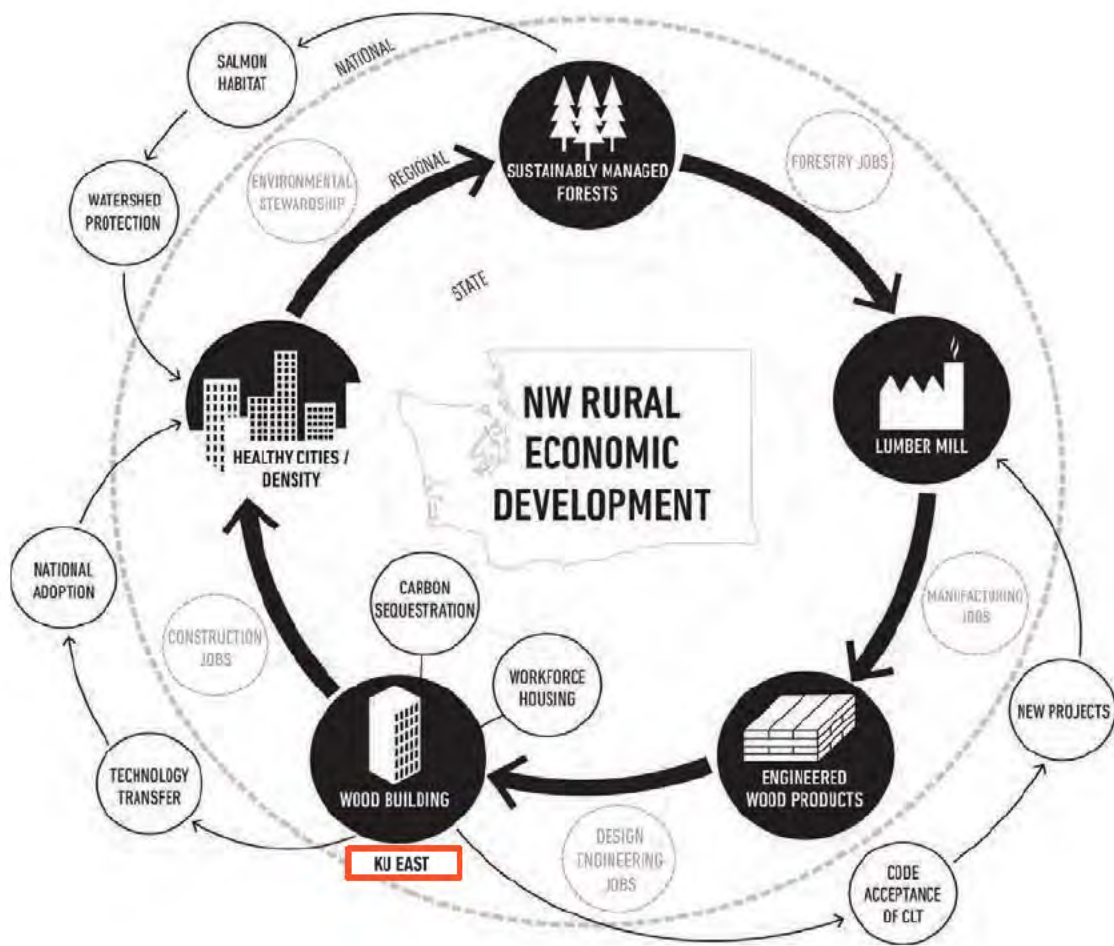 NATIONAL
SALMON
HABITAT
SUSTAINABLY MANAGED
FORESTS
FORESTRY JOBS
REGIONAL
ENVIRONMENTAL
STEWARDSHIP
WATERSHED
PROTECTION
STATE
HEALTHY CITIES /
DENSITY
NW RURAL
ECONOMIC
DEVELOPMENT
LUMBER MILL
NATIONAL
ADOPTION
CARBON
SEQUESTRATION
MANUFACTURING
JOBS
CONSTRUCTION
JOBS
WORKFORCE
HOUSING
NEW PROJECTS
TECHNOLOGY
TRANSFER
WOOD BUILDING
ENGINEERED
WOOD PRODUCTS
KU EAST
DESIGN
ENGINEERING
JOBS
CODE
ACCEPTANCE
OF CLT